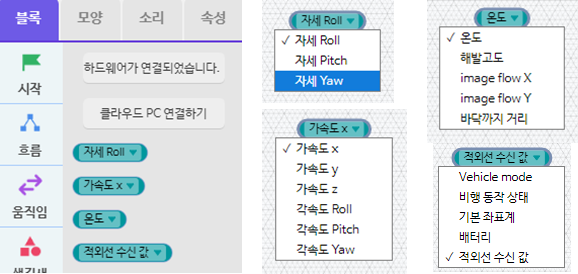 블록
모양
소리
속성
하드웨어가 연결되었습니다.
클라우드 PC 연결하기
시작
흐름
움직임
자세 Roll
가속도 x
온도
적외선 수신 값
자세 Roll
✓ 자세 Roll
자세 Pitch
자세 Yaw
가속도 x
✓ 가속도 x
가속도 y
가속도 z
각속도 Roll
각속도 Pitch
각속도 Yaw
온도
✓ 온도
해발고도
image flow X
image flow Y
바닥까지 거리
적외선 수신 값
Vehicle mode
비행 동작 상태
기본 좌표계
배터리
✓ 적외선 수신 값